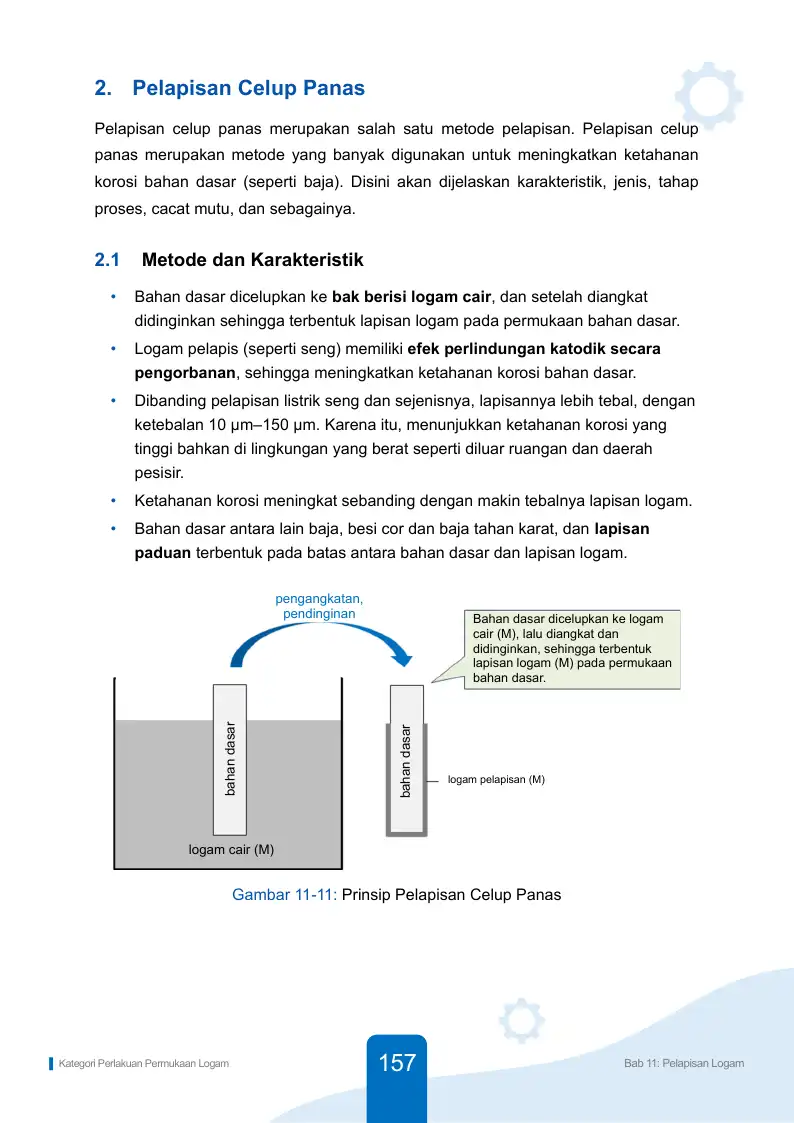 2. Pelapisan Celup Panas
Pelapisan celup panas merupakan salah satu metode pelapisan. Pelapisan celup
panas merupakan metode yang banyak digunakan untuk meningkatkan ketahanan
korosi bahan dasar (seperti baja). Disini akan dijelaskan karakteristik, jenis, tahap
proses, cacat mutu, dan sebagainya.
2.1 Metode dan Karakteristik
• Bahan dasar dicelupkan ke bak berisi logam cair, dan setelah diangkat
didinginkan sehingga terbentuk lapisan logam pada permukaan bahan dasar.
• Logam pelapis (seperti seng) memiliki efek perlindungan katodik secara
pengorbanan, sehingga meningkatkan ketahanan korosi bahan dasar.
• Dibanding pelapisan listrik seng dan sejenisnya, lapisannya lebih tebal, dengan
ketebalan 10 μm–150 μm. Karena itu, menunjukkan ketahanan korosi yang
tinggi bahkan di lingkungan yang berat seperti diluar ruangan dan daerah
pesisir.
• Ketahanan korosi meningkat sebanding dengan makin tebalnya lapisan logam.
• Bahan dasar antara lain baja, besi cor dan baja tahan karat, dan lapisan
paduan terbentuk pada batas antara bahan dasar dan lapisan logam.
pengangkatan,
pendinginan
Bahan dasar dicelupkan ke logam
cair (M), lalu diangkat dan
didinginkan, sehingga terbentuk
lapisan logam (M) pada permukaan
bahan dasar.
bahan dasar
bahan dasar
logam pelapisan (M)
logam cair (M)
Gambar 11-11: Prinsip Pelapisan Celup Panas
Kategori Perlakuan Permukaan Logam
157
Bab 11: Pelapisan Logam